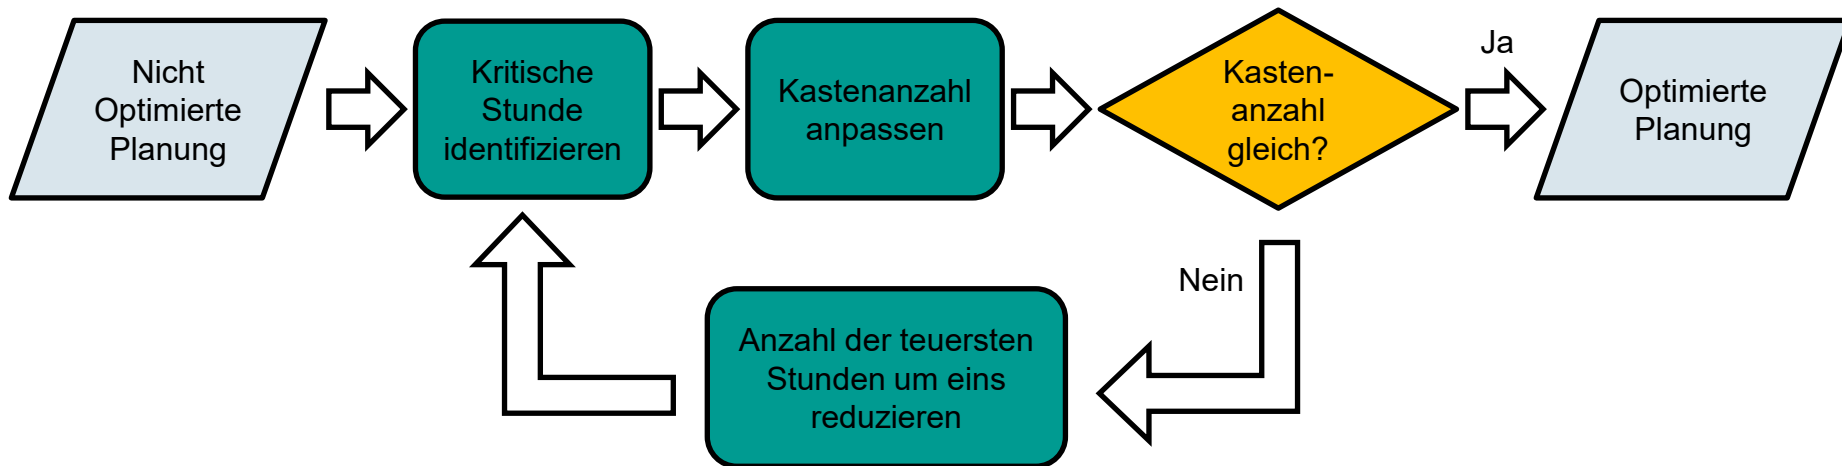 Nicht
Optimierte
Planung
Kritische
Stunde
identifizieren
Kastenanzahl
anpassen
Kasten-
anzahl
gleich?
Ja
Optimierte
Planung
Nein
Anzahl der teuersten
Stunden um eins
reduzieren